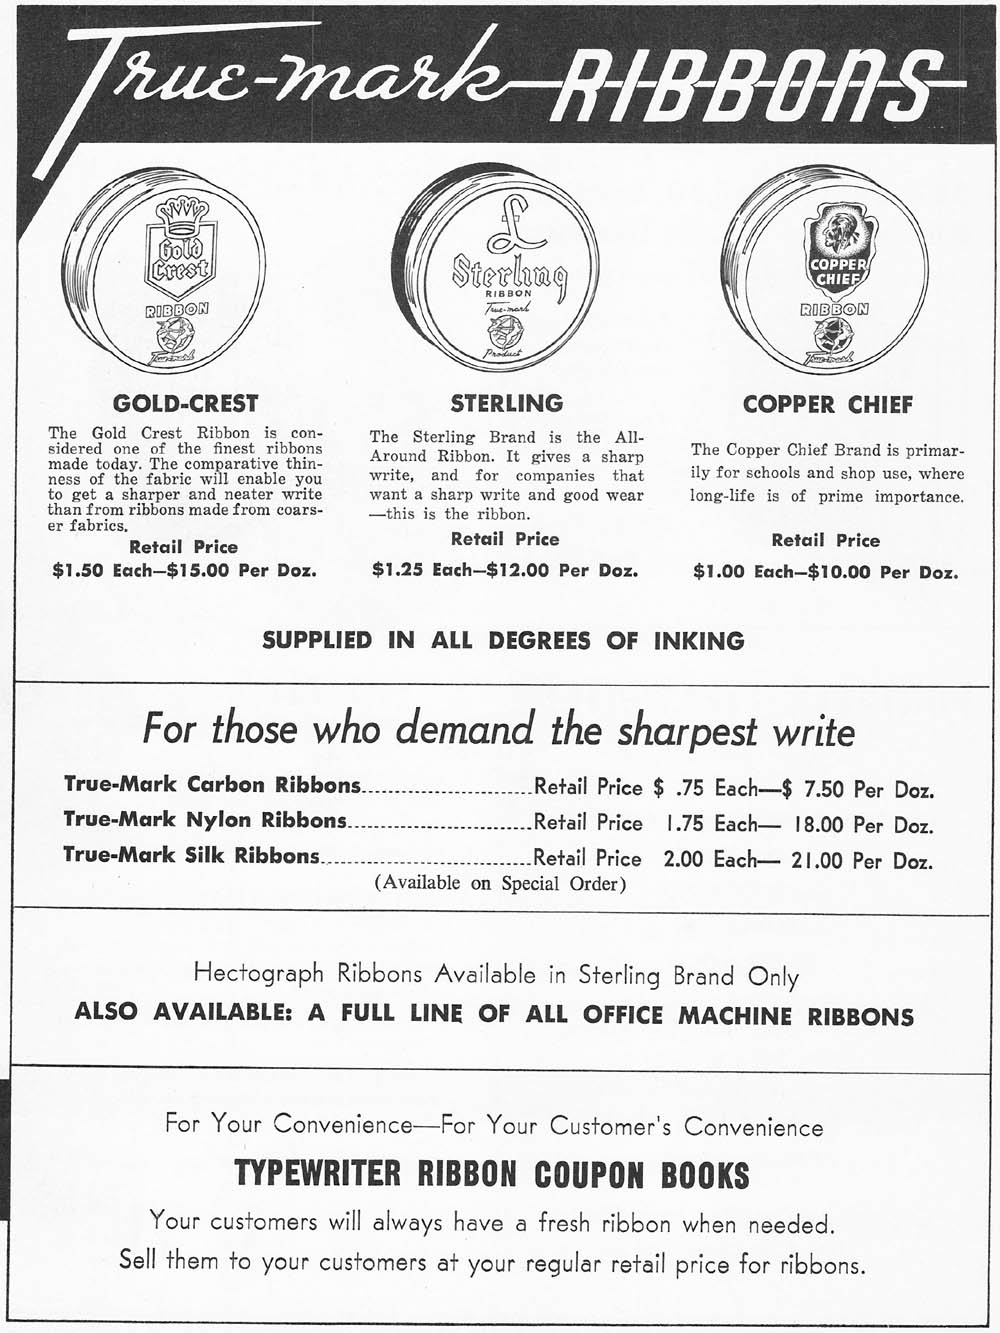 True-mark RIBBONS
Gold
Crest
RIBBON
True-mark
£
Sterling
RIBBON
True-mark
Product
COPPER
CHIEF
RIBBON
True-mark
GOLD-CREST
The Gold Crest Ribbon is con-
sidered one of the finest ribbons
made today. The comparative thin-
ness of the fabric will enable you
to get a sharper and neater write
than from ribbons made from coars-
er fabrics.
Retail Price
$1.50 Each—$15.00 Per Doz.
STERLING
The Sterling Brand is the All-
Around Ribbon. It gives a sharp
write, and for companies that
want a sharp write and good wear
—this is the ribbon.
Retail Price
$1.25 Each—$12.00 Per Doz.
COPPER CHIEF
The Copper Chief Brand is primar-
ily for schools and shop use, where
long-life is of prime importance.
Retail Price
$1.00 Each—$10.00 Per Doz.
SUPPLIED IN ALL DEGREES OF INKING
For those who demand the sharpest write
True-Mark Carbon Ribbons............................Retail Price $ .75 Each—$ 7.50 Per Doz.
True-Mark Nylon Ribbons..............................Retail Price 1.75 Each— 18.00 Per Doz.
True-Mark Silk Ribbons..................................Retail Price 2.00 Each— 21.00 Per Doz.
(Available on Special Order)
Hectograph Ribbons Available in Sterling Brand Only
ALSO AVAILABLE: A FULL LINE OF ALL OFFICE MACHINE RIBBONS
For Your Convenience—For Your Customer's Convenience
TYPEWRITER RIBBON COUPON BOOKS
Your customers will always have a fresh ribbon when needed.
Sell them to your customers at your regular retail price for ribbons.